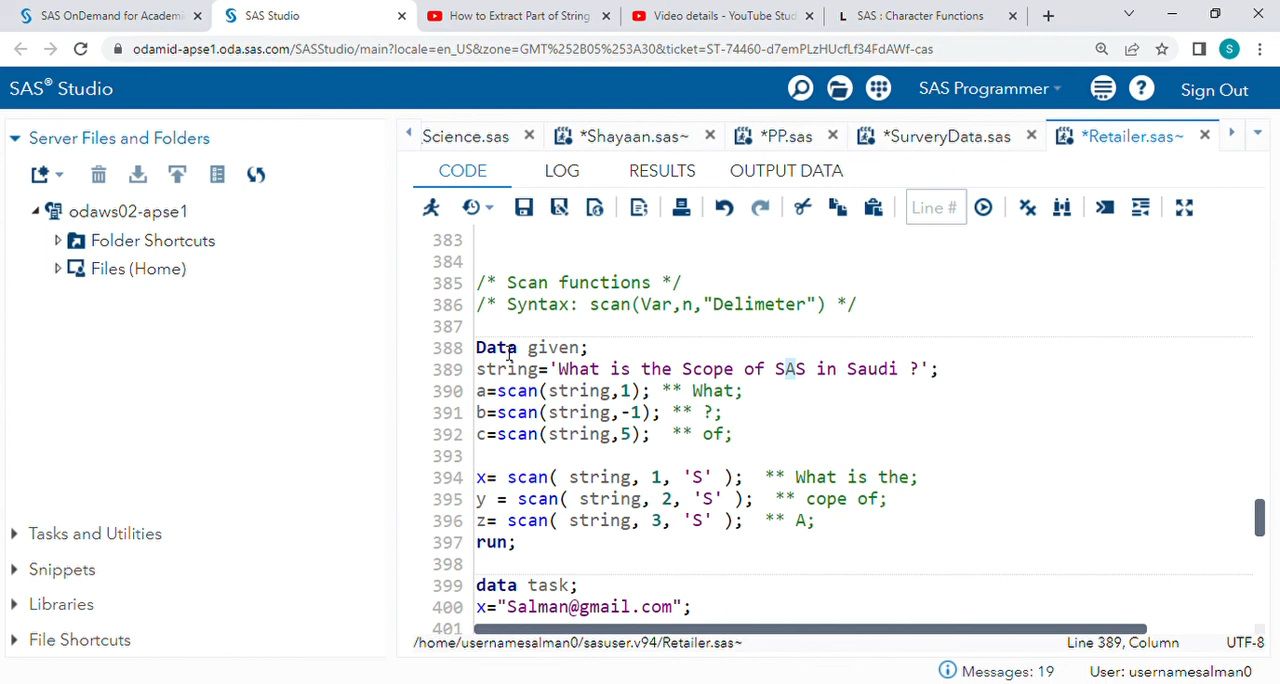 SAS OnDemand for Academi
SAS Studio
How to Extract Part of String
Video details - YouTube Stud
SAS : Character Functions
odamid-apse1.oda.sas.com/SASStudio/main?locale=en_US&zone=GMT%252B05%253A30&ticket=ST-74460-d7emPLzHUcfLf34FdAWf-cas
S
SAS® Studio
SAS Programmer
Sign Out
Server Files and Folders
odaws02-apse1
Folder Shortcuts
Files (Home)
Tasks and Utilities
Snippets
Libraries
File Shortcuts
Science.sas
*Shayaan.sas~
*PP.sas
*SurveryData.sas
*Retailer.sas~
CODE LOG RESULTS OUTPUT DATA
Line #
383
384
385 /* Scan functions */
386 /* Syntax: scan(Var,n,"Delimeter") */
387
388 Data given;
389 string='What is the Scope of SAS in Saudi ?';
390 a=scan(string,1); ** What;
391 b=scan(string,-1); ** ?;
392 c=scan(string,5);  ** of;
393
394 x= scan( string, 1, 'S' );  ** What is the;
395 y = scan( string, 2, 'S' );  ** cope of;
396 z= scan( string, 3, 'S' );  ** A;
397 run;
398
399 data task;
400 x="Salman@gmail.com";
401
/home/usernamesalman0/sasuser.v94/Retailer.sas~
Line 389, Column
UTF-8
Messages: 19
User: usernamesalman0